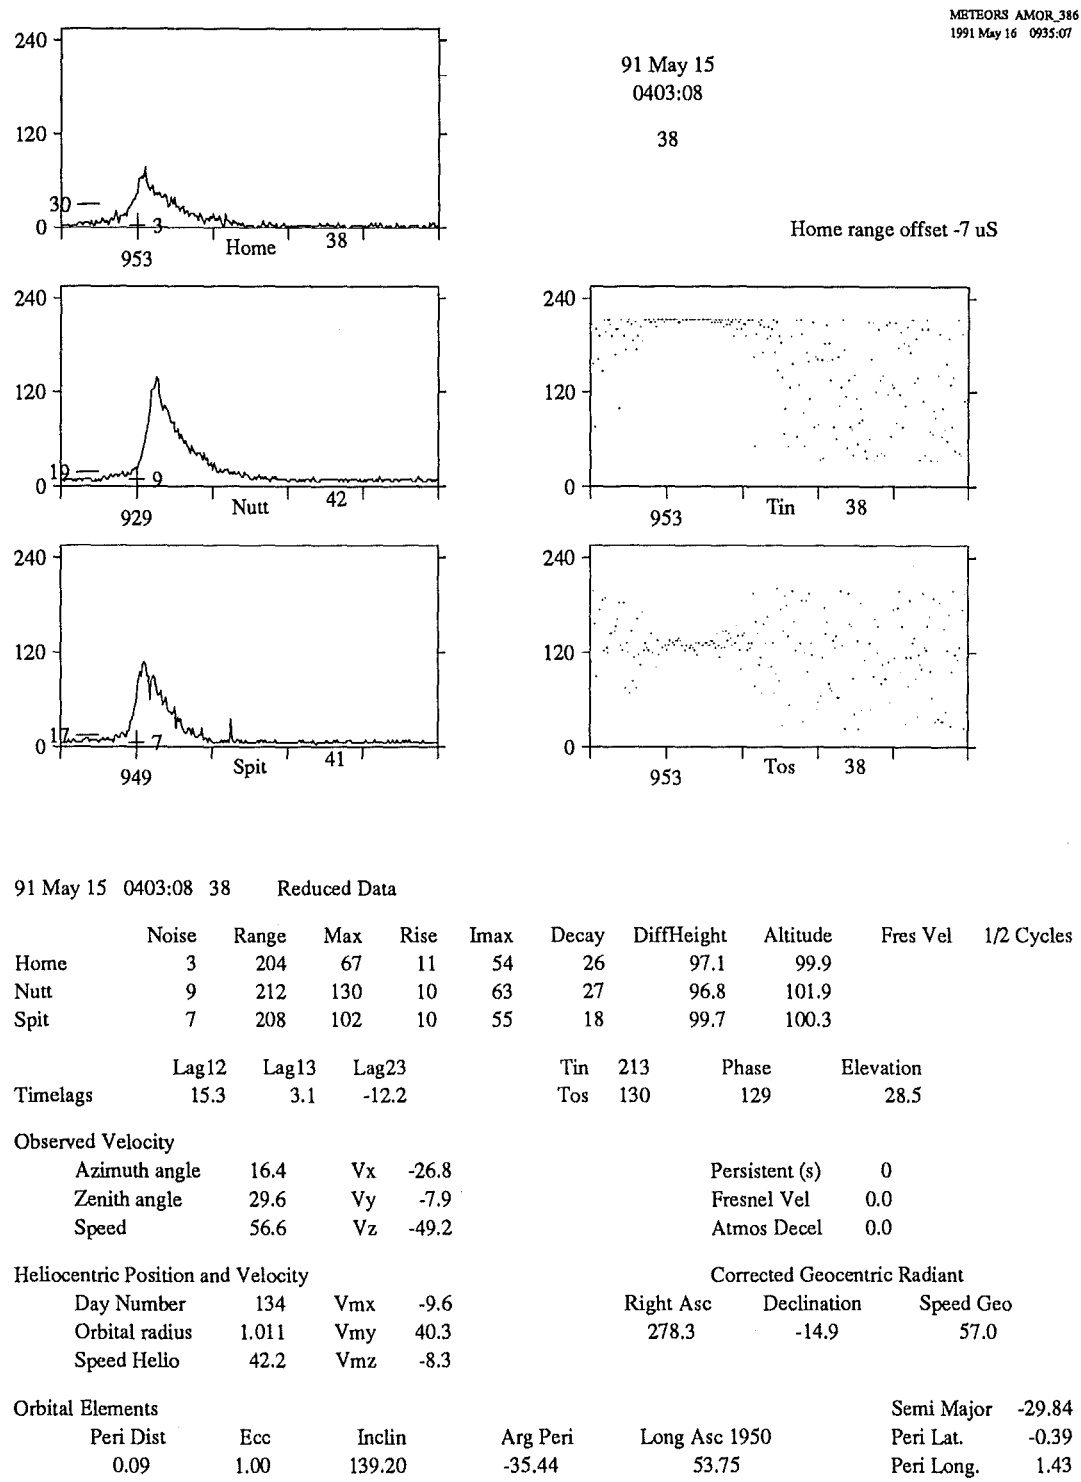 METEORS AMOR_386
1991 May 16 0935:07
91 May 15
0403:08
38
240
120
30
0
3
Home
38
953
Home range offset -7 uS
240
120
19
0
9
Nutt
42
929
240
120
0
953
Tin
38
240
120
17
0
7
Spit
41
949
240
120
0
953
Tos
38
91 May 15 0403:08 38 Reduced Data
Noise Range Max Rise Imax Decay DiffHeight Altitude Fres Vel 1/2 Cycles
Home 3 204 67 11 54 26 97.1 99.9
Nutt 9 212 130 10 63 27 96.8 101.9
Spit 7 208 102 10 55 18 99.7 100.3
Lag12 Lag13 Lag23 Tin 213 Phase Elevation
Timelags 15.3 3.1 -12.2 Tos 130 129 28.5
Observed Velocity
Azimuth angle 16.4 Vx -26.8 Persistent (s) 0
Zenith angle 29.6 Vy -7.9 Fresnel Vel 0.0
Speed 56.6 Vz -49.2 Atmos Decel 0.0
Heliocentric Position and Velocity Corrected Geocentric Radiant
Day Number 134 Vmx -9.6 Right Asc Declination Speed Geo
Orbital radius 1.011 Vmy 40.3 278.3 -14.9 57.0
Speed Helio 42.2 Vmz -8.3
Orbital Elements Semi Major -29.84
Peri Dist Ecc Inclin Arg Peri Long Asc 1950 Peri Lat. -0.39
0.09 1.00 139.20 -35.44 53.75 Peri Long. 1.43